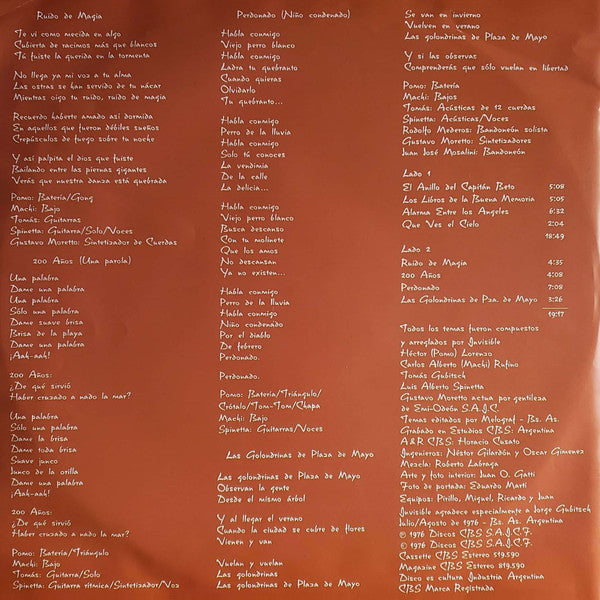 Ruido de Magia
Te ví como mecida en algo
Cubierta de racimos más que blancos
Tú fuiste la querida en la tormenta
No llega ya mi voz a tu alma
Las ostras se han servido de tu nácar
Mientras oigo tu ruido, ruido de magia
Recuerdo haberte amado así dormida
En aquellos que fueron débiles sueños
Crepúsculos de fuego sobre tu noche
Y así palpita el dios que fuiste
Bailando entre las piernas gigantes
Verás que nuestra danza está quebrada
Pomo: Batería/Gong
Machi: Bajo
Tomás: Guitarras
Spinetta: Guitarra/Solo/Voces
Gustavo Moretto: Sintetizador de Cuerdas
200 Años (Una parola)
Una palabra
Dame una palabra
Una palabra
Sólo una palabra
Dame suave brisa
Brisa de la playa
Dame una palabra
¡Aah-aah!
200 Años:
¿De qué sirvió
Haber cruzado a nado la mar?
Una palabra
Sólo una palabra
Dame la brisa
Dame toda brisa
Suave junco
Junco de la orilla
Dame una palabra
¡Aah-aah!
200 Años:
¿De qué sirvió
Haber cruzado a nado la mar?
Pomo: Batería/Triángulo
Machi: Bajo
Tomás: Guitarra/Solo
Spinetta: Guitarra rítmica/Sintetizador/Voz
Perdonado (Niño condenado)
Habla conmigo
Viejo perro blanco
Habla conmigo
Ladra tu quebranto
Cuando quieras
Olvidarlo
Tu quebranto...
Habla conmigo
Perro de la lluvia
Habla conmigo
Solo tú conoces
La vendimia
De la calle
La delicia...
Habla conmigo
Viejo perro blanco
Busca descanso
Con tu molinete
Que los amos
No descansan
Ya no existen...
Habla conmigo
Perro de la lluvia
Habla conmigo
Niño condenado
Por el diablo
De febrero
Perdonado.
Perdonado.
Pomo: Batería/Triángulo/
Crótalo/Tom-Tom/Chapa
Machi: Bajo
Spinetta: Guitarras/Voces
Las Golondrinas de Plaza de Mayo
Las golondrinas de Plaza de Mayo
Observan la gente
Desde el mismo árbol
Y al llegar el verano
Cuando la ciudad se cubre de flores
Vienen y van
Vuelan y vuelan
Las golondrinas
Las golondrinas de Plaza de Mayo
Se van en invierno
Vuelven en verano
Las golondrinas de Plaza de Mayo
Y si las observas
Comprenderás que sólo vuelan en libertad
Pomo: Batería
Machi: Bajos
Tomás: Acústicas de 12 cuerdas
Spinetta: Acústicas/Voces
Rodolfo Mederos: Bandoneón solista
Gustavo Moretto: Sintetizadores
Juan José Mosalini: Bandoneón
Lado 1
El Anillo del Capitán Beto 5:08
Los Libros de la Buena Memoria 5:05
Alarma Entre los Angeles 6:32
Que Ves el Cielo 2:04
18:49
Lado 2
Ruido de Magia 4:35
200 Años 4:08
Perdonado 7:08
Las Golondrinas de Pza. de Mayo 3:26
19:17
Todos los temas fueron compuestos
y arreglados por Invisible
Héctor (Pomo) Lorenzo
Carlos Alberto (Machi) Rufino
Tomás Gubitsch
Luis Alberto Spinetta
Gustavo Moretto actúa por gentileza
de Emi-Odeón S.A.I.C.
Temas editados por Melograf - Bs. As.
Grabado en Estudios CBS: Argentina
A&R CBS: Horacio Cusato
Ingenieros: Néstor Gilardón y Oscar Gimenez
Mezcla: Roberto Labraga
Arte y foto interior: Juan O. Gatti
Foto de portada: Eduardo Martí
Equipos: Pirillo, Miguel, Ricardo y Juan
Invisible agradece especialmente a Jorge Gubitsch
Julio/Agosto de 1976 - Bs. As. Argentina
℗ 1976 Discos CBS S.A.I.C.F.
© 1976 Discos CBS S.A.I.C.F.
Cassette CBS Estereo 519.590
Magazine CBS Estereo 819.590
Disco es cultura Industria Argentina
CBS Marca Registrada